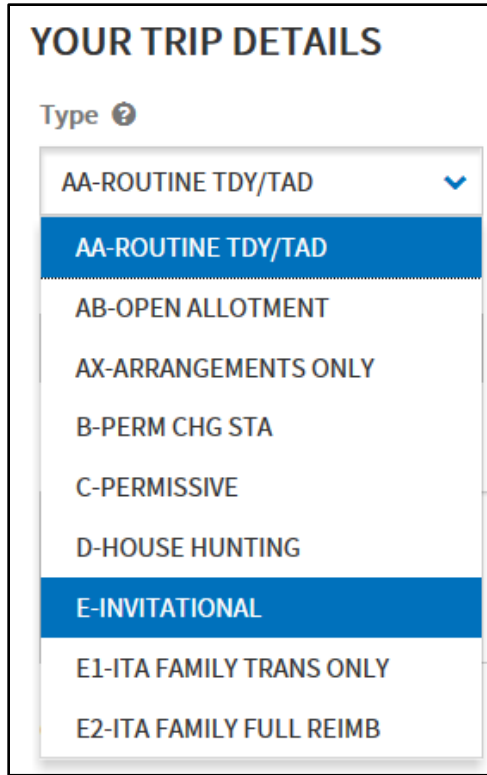 YOUR TRIP DETAILS
Type ?
AA-ROUTINE TDY/TAD
AA-ROUTINE TDY/TAD
AB-OPEN ALLOTMENT
AX-ARRANGEMENTS ONLY
B-PERM CHG STA
C-PERMISSIVE
D-HOUSE HUNTING
E-INVITATIONAL
E1-ITA FAMILY TRANS ONLY
E2-ITA FAMILY FULL REIMB